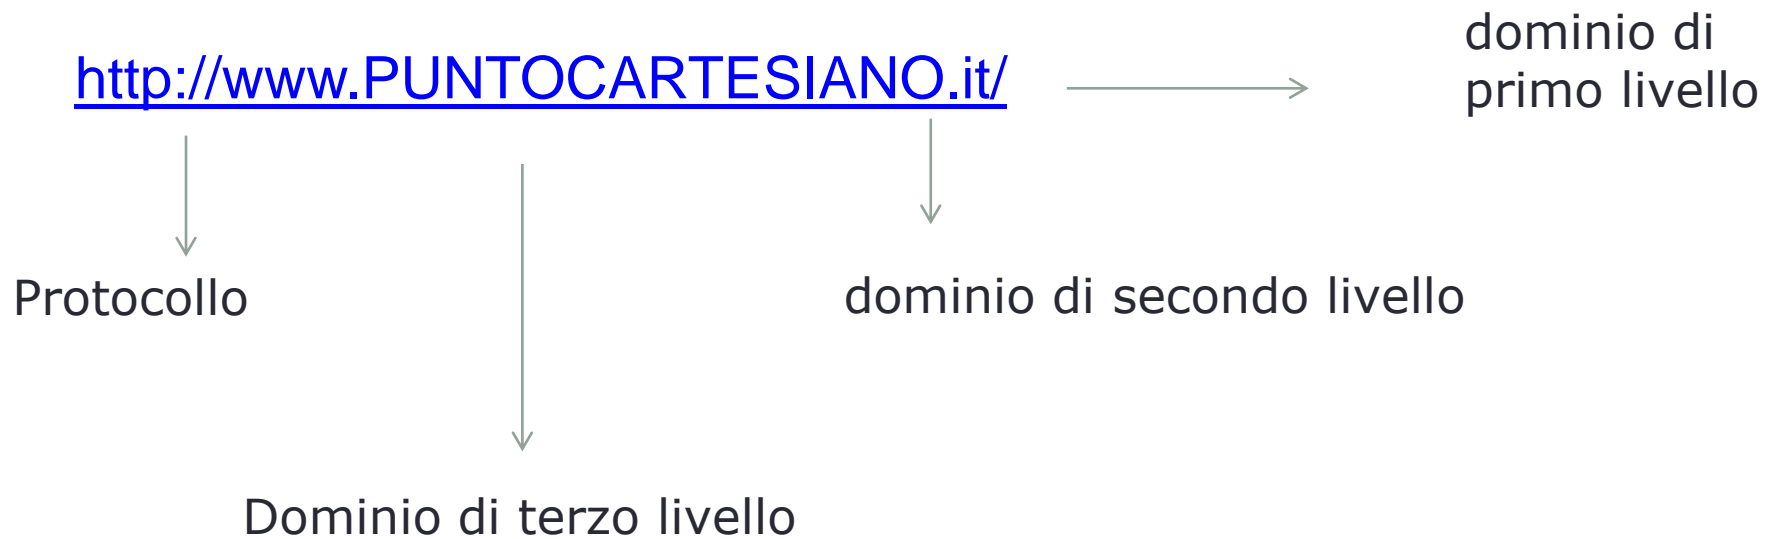 http://www.PUNTOCARTESIANO.it/
dominio di
primo livello
Protocollo
dominio di secondo livello
Dominio di terzo livello